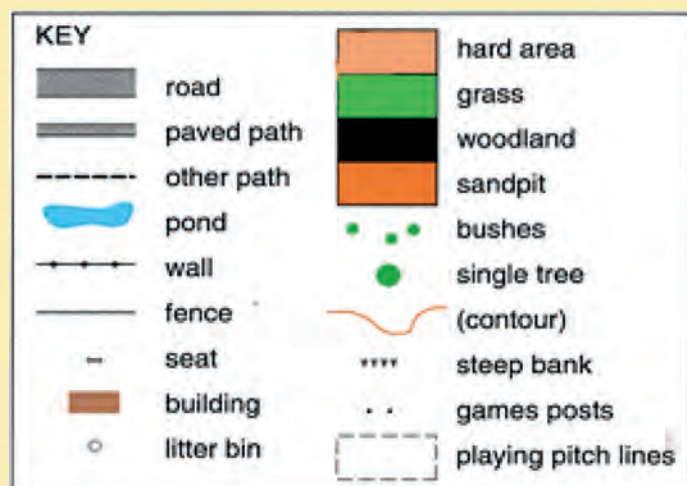 KEY
road
paved path
other path
pond
wall
fence
seat
building
litter bin
hard area
grass
woodland
sandpit
bushes
single tree
(contour)
steep bank
games posts
playing pitch lines